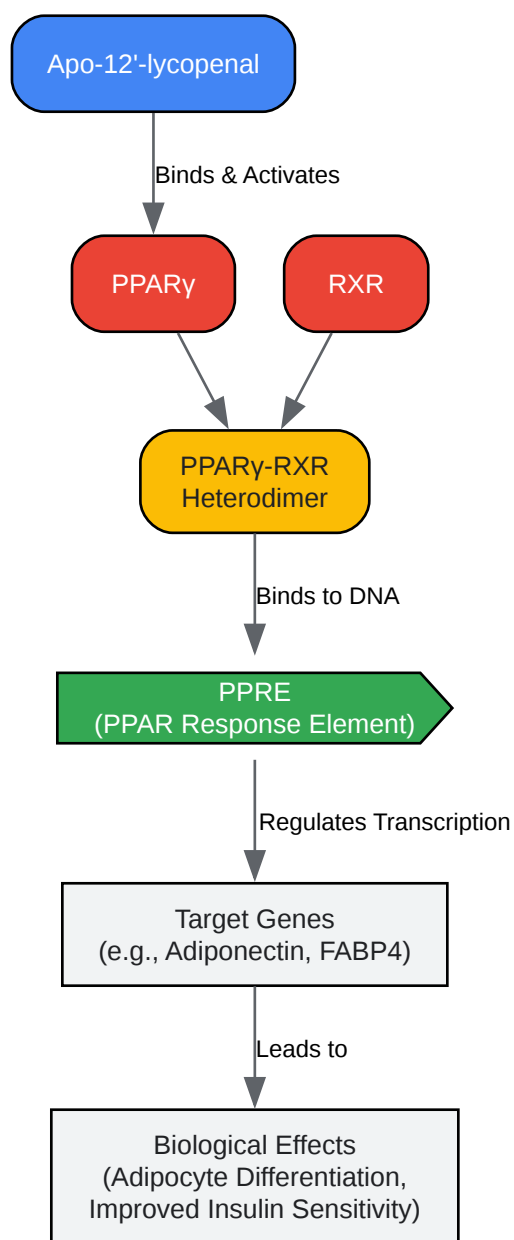 Apo-12'-lycopenal
Binds & Activates
PPARγ
RXR
PPARγ-RXR
Heterodimer
Binds to DNA
PPRE
(PPAR Response Element)
Regulates Transcription
Target Genes
(e.g., Adiponectin, FABP4)
Leads to
Biological Effects
(Adipocyte Differentiation,
Improved Insulin Sensitivity)